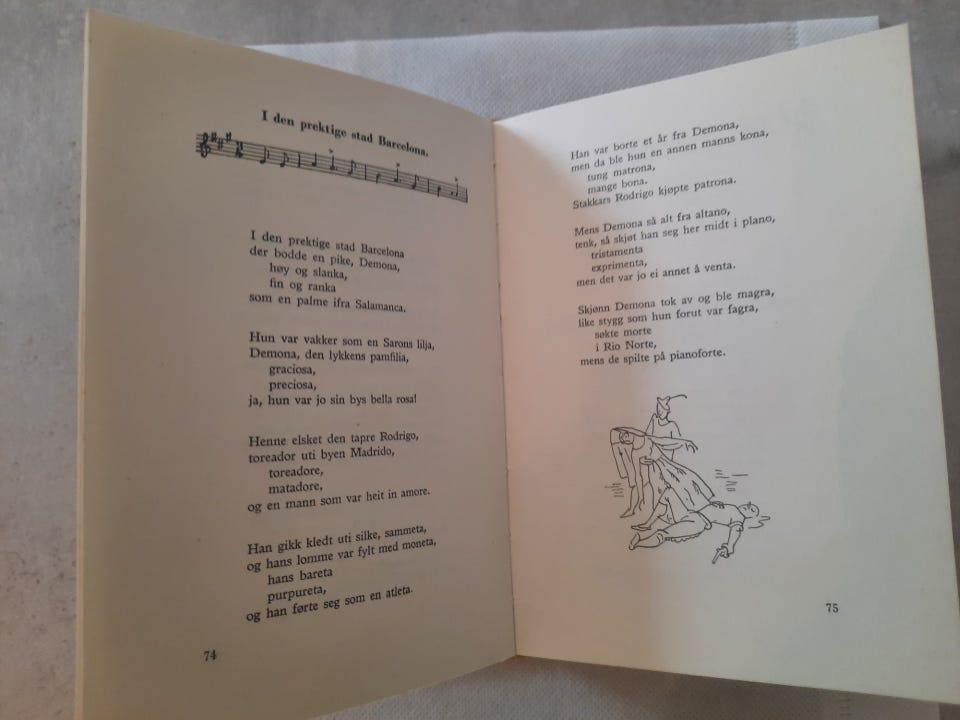 I den prektige stad Barcelona.
I den prektige stad Barcelona
der bodde en pike, Demona,
høy og slanka,
fin og ranka
som en palme ifra Salamanca.
Hun var vakker som en Sarons lilja,
Demona, den lykkens pamfilia,
graciosa,
preciosa,
ja, hun var jo sin bys bella rosa!
Henne elsket den tapre Rodrigo,
toreador uti byen Madrido,
toreadore,
matadore,
og en mann som var heit in amore.
Han gikk kledt uti silke, sammeta,
og hans lomme var fylt med moneta,
hans bareta
purpureta,
og han førte seg som en atleta.
74
Han var borte et år fra Demona,
men da ble hun en annen manns kona,
tung matrona,
mange bona.
Stakkars Rodrigo kjøpte patrona.
Mens Demona så alt fra altano,
tenk, så skjøt han seg her midt i plano,
tristamenta
exprimenta,
men det var jo ei annet å venta.
Skjønn Demona tok av og ble magra,
like stygg som hun forut var fagra,
søkte morte
i Rio Norte,
mens de spilte på pianoforte.
75